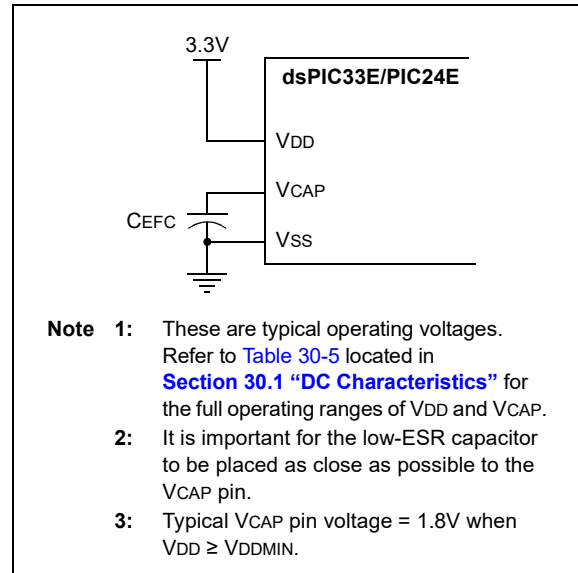 3.3V
dsPIC33E/PIC24E
VDD
VCAP
CEFC
VSS
Note 1: These are typical operating voltages.
Refer to Table 30-5 located in
Section 30.1 “DC Characteristics” for
the full operating ranges of VDD and VCAP.
2: It is important for the low-ESR capacitor
to be placed as close as possible to the
VCAP pin.
3: Typical VCAP pin voltage = 1.8V when
VDD ≥ VDDMIN.